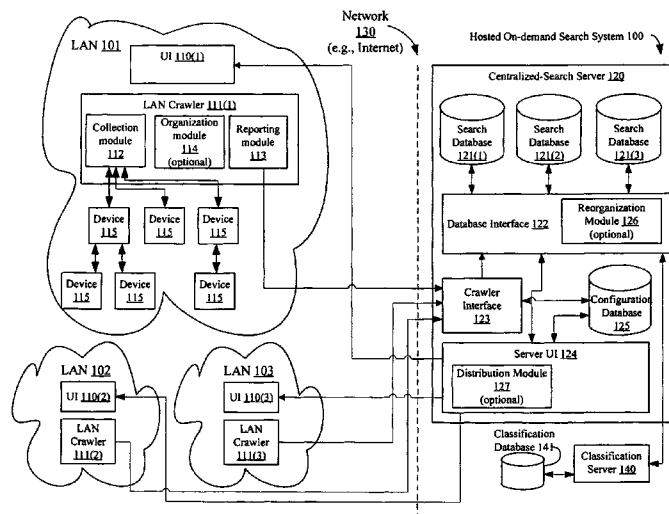 Network
130
(e.g., Internet)
Hosted On-demand Search System 100
LAN 101
UI 110(1)
LAN Crawler 111(1)
Collection
module
112
Organization
module
114
(optional)
Reporting
module
113
Device
115
Device
115
Device
115
Device
115
Device
115
Device
115
LAN 102
UI 110(2)
LAN
Crawler
111(2)
LAN 103
UI 110(3)
LAN
Crawler
111(3)
Centralized-Search Server 120
Search
Database
121(1)
Search
Database
121(2)
Search
Database
121(3)
Database Interface 122
Reorganization
Module 126
(optional)
Crawler
Interface
123
Configuration
Database
125
Server UI 124
Distribution Module
127
(optional)
Classification
Database 141
Classification
Server 140